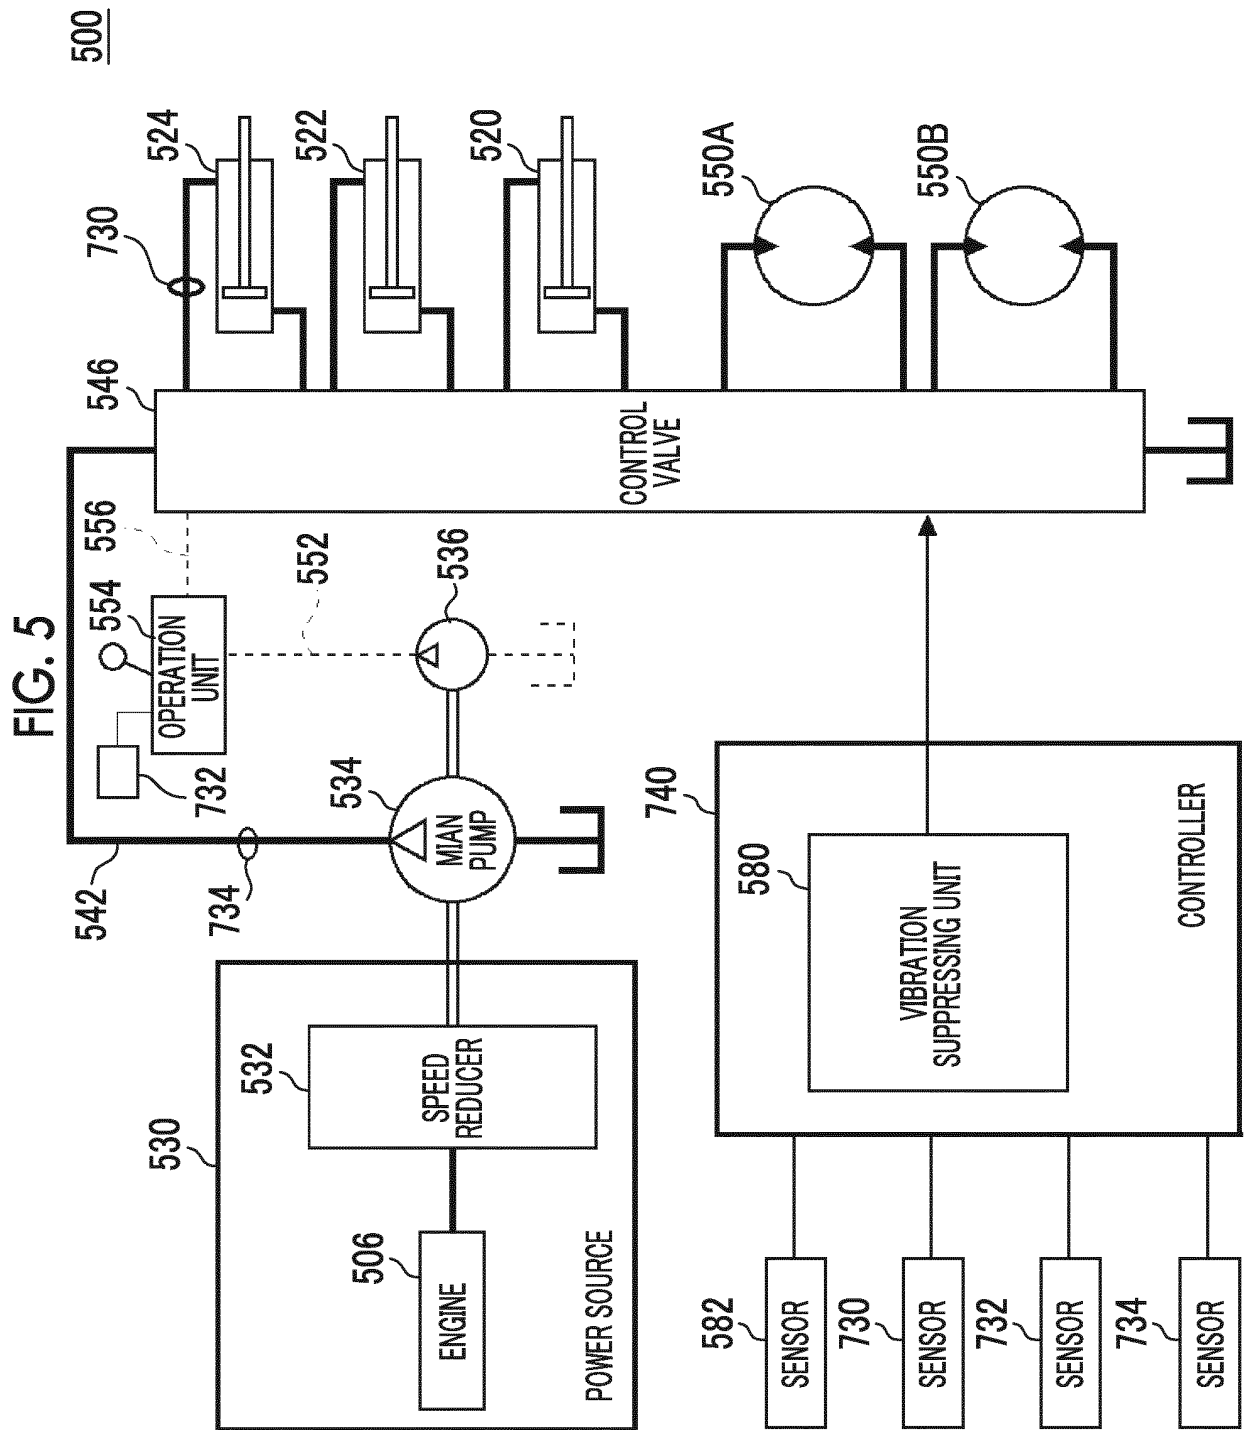 FIG. 5
500
530
506
ENGINE
532
SPEED
REDUCER
POWER SOURCE
542
734
534
MIAN
PUMP
732
554
OPERATION
UNIT
556
552
536
546
CONTROL
VALVE
730
524
522
520
550A
550B
582
SENSOR
730
SENSOR
732
SENSOR
734
SENSOR
740
580
VIBRATION
SUPPRESSING UNIT
CONTROLLER